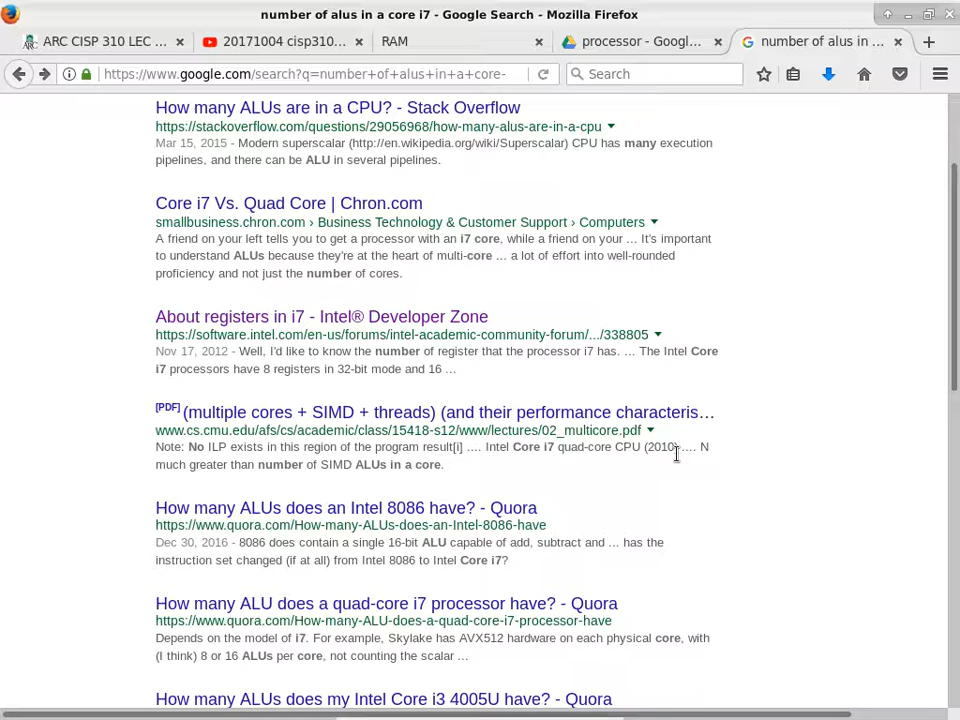 number of alus in a core i7 - Google Search - Mozilla Firefox
ARC CISP 310 LEC ... × 20171004 cisp310... × RAM × processor - Googl... × number of alus in ... × +
https://www.google.com/search?q=number+of+alus+in+a+core- Search
How many ALUs are in a CPU? - Stack Overflow
https://stackoverflow.com/questions/29056968/how-many-alus-are-in-a-cpu
Mar 15, 2015 - Modern superscalar (http://en.wikipedia.org/wiki/Superscalar) CPU has many execution
pipelines, and there can be ALU in several pipelines.
Core i7 Vs. Quad Core | Chron.com
smallbusiness.chron.com › Business Technology & Customer Support › Computers
A friend on your left tells you to get a processor with an i7 core, while a friend on your ... It's important
to understand ALUs because they're at the heart of multi-core ... a lot of effort into well-rounded
proficiency and not just the number of cores.
About registers in i7 - Intel® Developer Zone
https://software.intel.com/en-us/forums/intel-academic-community-forum/.../338805
Nov 17, 2012 - Well, I'd like to know the number of register that the processor i7 has. ... The Intel Core
i7 processors have 8 registers in 32-bit mode and 16 ...
[PDF] (multiple cores + SIMD + threads) (and their performance characteris...
www.cs.cmu.edu/afs/cs/academic/class/15418-s12/www/lectures/02_multicore.pdf
Note: No ILP exists in this region of the program result[i] .... Intel Core i7 quad-core CPU (2010) .... N
much greater than number of SIMD ALUs in a core.
How many ALUs does an Intel 8086 have? - Quora
https://www.quora.com/How-many-ALUs-does-an-Intel-8086-have
Dec 30, 2016 - 8086 does contain a single 16-bit ALU capable of add, subtract and ... has the
instruction set changed (if at all) from Intel 8086 to Intel Core i7?
How many ALU does a quad-core i7 processor have? - Quora
https://www.quora.com/How-many-ALU-does-a-quad-core-i7-processor-have
Depends on the model of i7. For example, Skylake has AVX512 hardware on each physical core, with
(I think) 8 or 16 ALUs per core, not counting the scalar ...
How many ALUs does my Intel Core i3 4005U have? - Quora